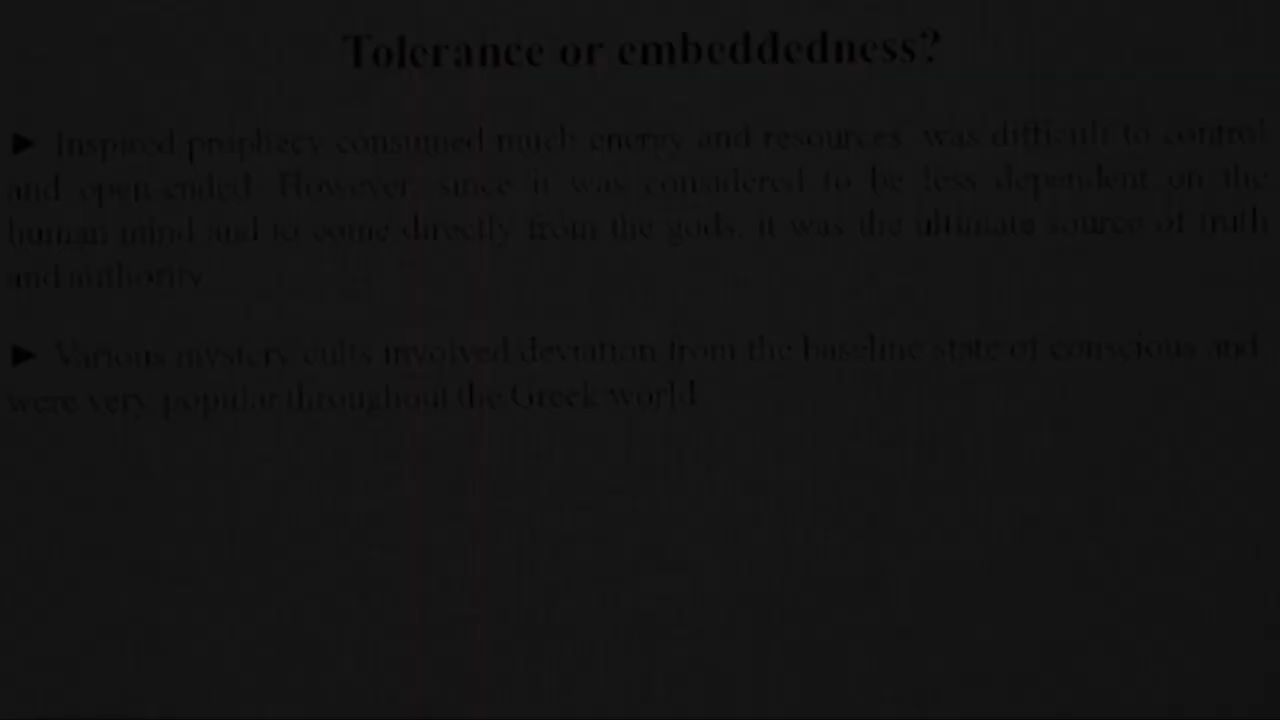 Tolerance or embeddedness?
► Inspired prophecy consumed much energy and resources, was difficult to control
and open-ended. However, since it was considered to be less dependent on the
human mind and to come directly from the gods, it was the ultimate source of truth
and authority.
► Various mystery cults involved deviation from the baseline state of conscious and
were very popular throughout the Greek world